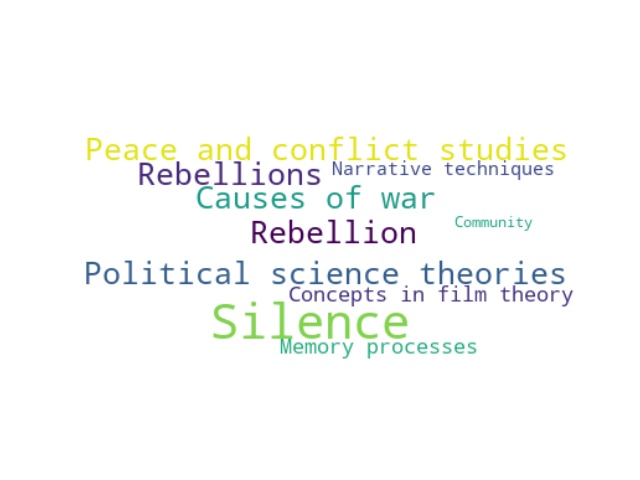 Peace and conflict studies
Rebellions Narrative techniques
Causes of war
Community
Rebellion
Political science theories
Concepts in film theory
Silence
Memory processes